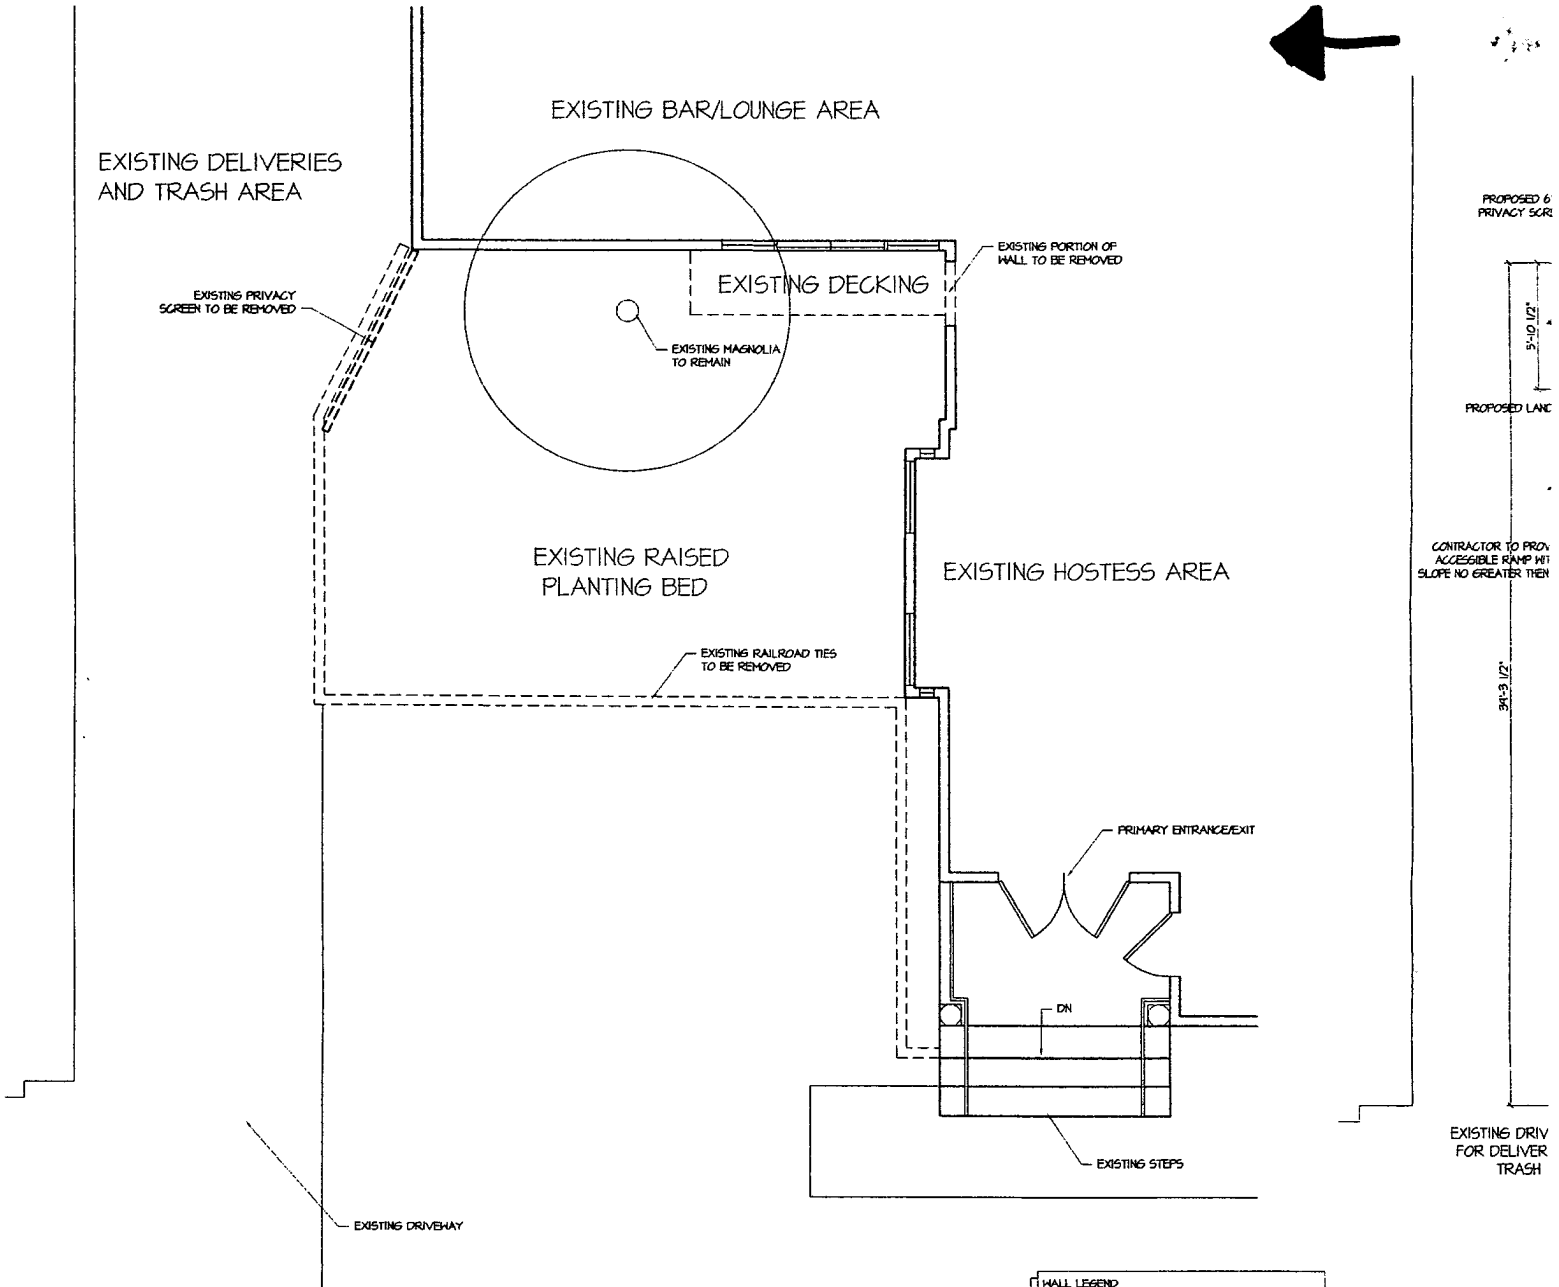 EXISTING BAR/LOUNGE AREA
EXISTING DELIVERIES
AND TRASH AREA
PROPOSED 6'
PRIVACY SCRE
EXISTING PORTION OF
WALL TO BE REMOVED
EXISTING DECKING
EXISTING PRIVACY
SCREEN TO BE REMOVED
5'-10 1/2"
EXISTING MAGNOLIA
TO REMAIN
PROPOSED LAND
EXISTING RAISED
PLANTING BED
EXISTING HOSTESS AREA
CONTRACTOR TO PROV
ACCESSIBLE RAMP WIT
SLOPE NO GREATER THEN
EXISTING RAILROAD TIES
TO BE REMOVED
34'-3 1/2"
PRIMARY ENTRANCE/EXIT
DN
EXISTING STEPS
EXISTING DRIV
FOR DELIVER
TRASH
EXISTING DRIVEWAY
WALL LEGEND